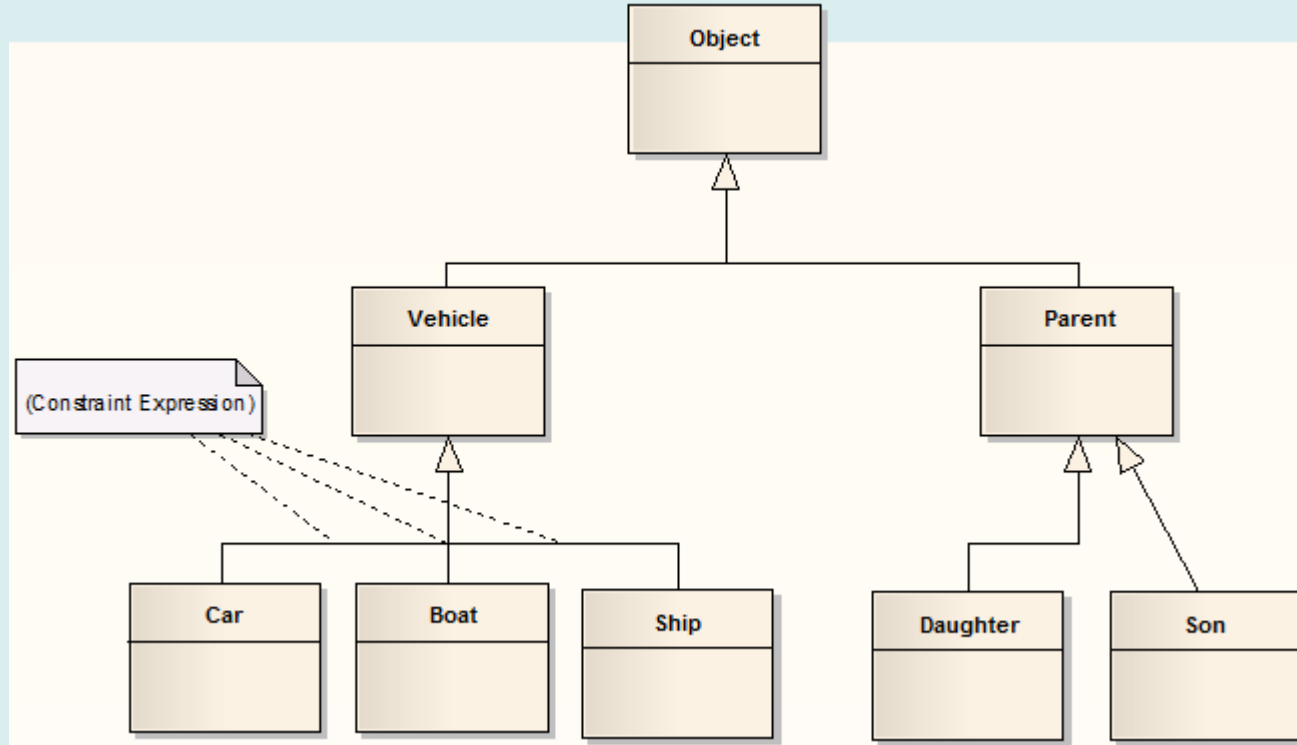 Object
Vehicle
Parent
(Constraint Expression)
Car
Boat
Ship
Daughter
Son